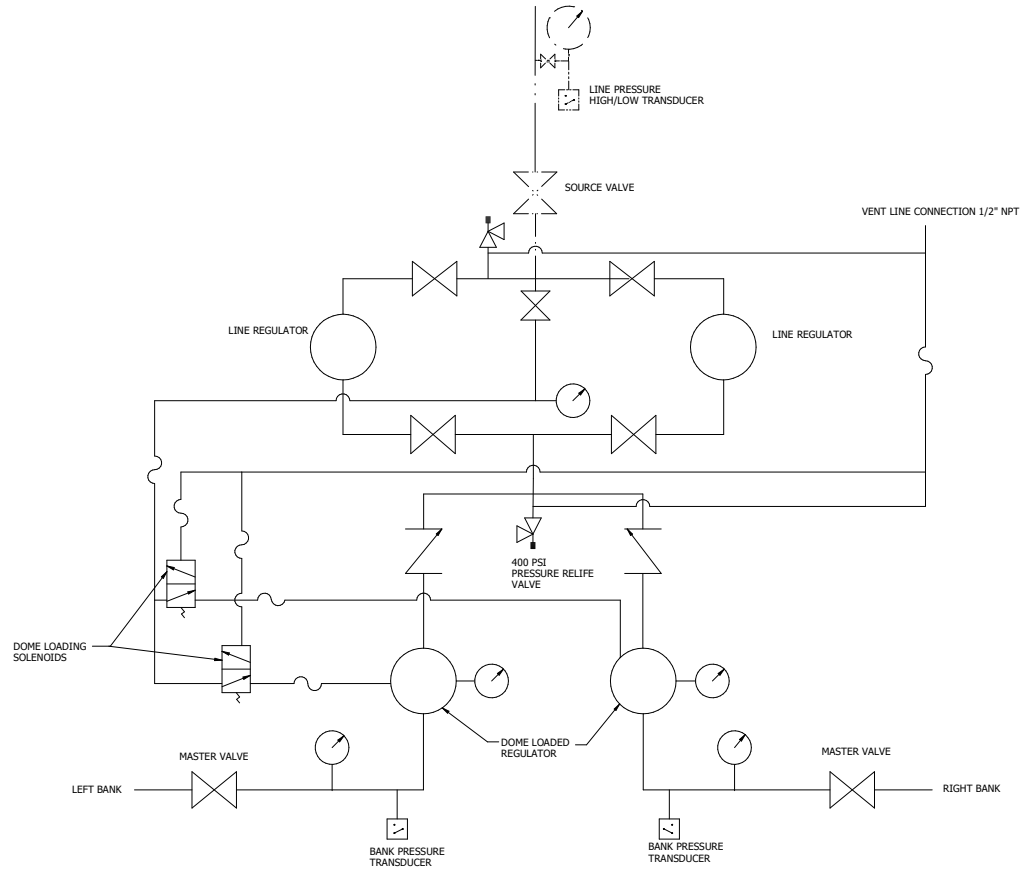 LINE PRESSURE
HIGH/LOW TRANSDUCER
SOURCE VALVE
VENT LINE CONNECTION 1/2" NPT
LINE REGULATOR
LINE REGULATOR
400 PSI
PRESSURE RELIFE
VALVE
DOME LOADING
SOLENOIDS
DOME LOADED
REGULATOR
MASTER VALVE
MASTER VALVE
LEFT BANK
RIGHT BANK
BANK PRESSURE
TRANSDUCER
BANK PRESSURE
TRANSDUCER